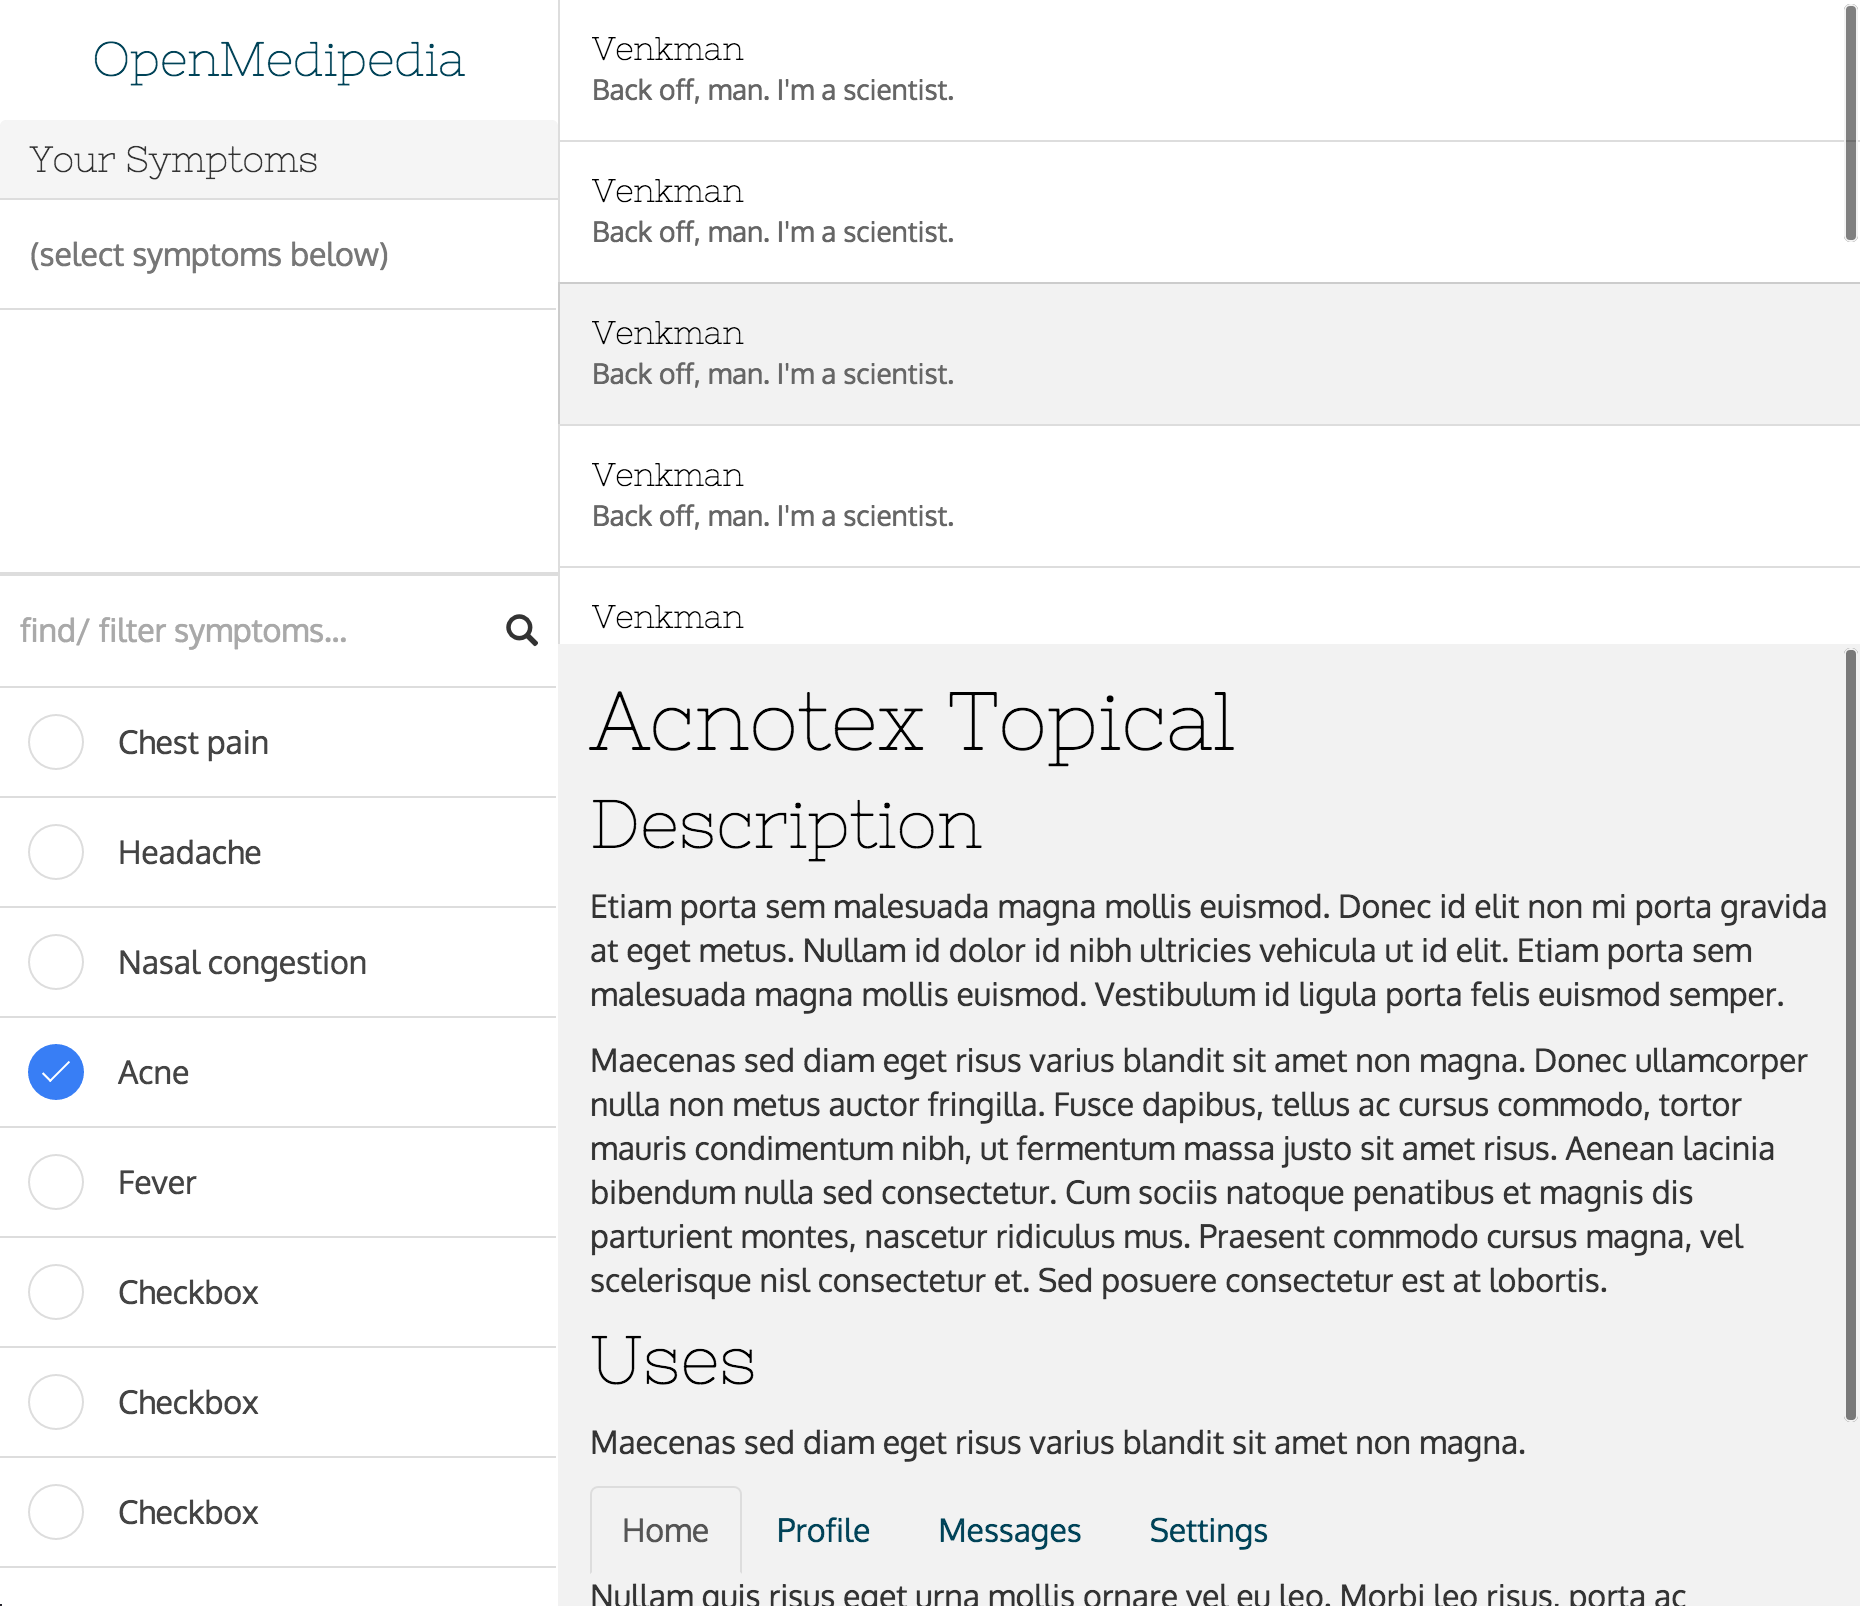 OpenMedipedia
Your Symptoms
(select symptoms below)
find/ filter symptoms...
Chest pain
Headache
Nasal congestion
Acne
Fever
Checkbox
Checkbox
Checkbox
Venkman
Back off, man. I'm a scientist.
Venkman
Back off, man. I'm a scientist.
Venkman
Back off, man. I'm a scientist.
Venkman
Back off, man. I'm a scientist.
Venkman
Acnotex Topical
Description
Etiam porta sem malesuada magna mollis euismod. Donec id elit non mi porta gravida
at eget metus. Nullam id dolor id nibh ultricies vehicula ut id elit. Etiam porta sem
malesuada magna mollis euismod. Vestibulum id ligula porta felis euismod semper.
Maecenas sed diam eget risus varius blandit sit amet non magna. Donec ullamcorper
nulla non metus auctor fringilla. Fusce dapibus, tellus ac cursus commodo, tortor
mauris condimentum nibh, ut fermentum massa justo sit amet risus. Aenean lacinia
bibendum nulla sed consectetur. Cum sociis natoque penatibus et magnis dis
parturient montes, nascetur ridiculus mus. Praesent commodo cursus magna, vel
scelerisque nisl consectetur et. Sed posuere consectetur est at lobortis.
Uses
Maecenas sed diam eget risus varius blandit sit amet non magna.
Home Profile Messages Settings
Nullam quis risus eget urna mollis ornare vel eu leo. Morbi leo risus, porta ac